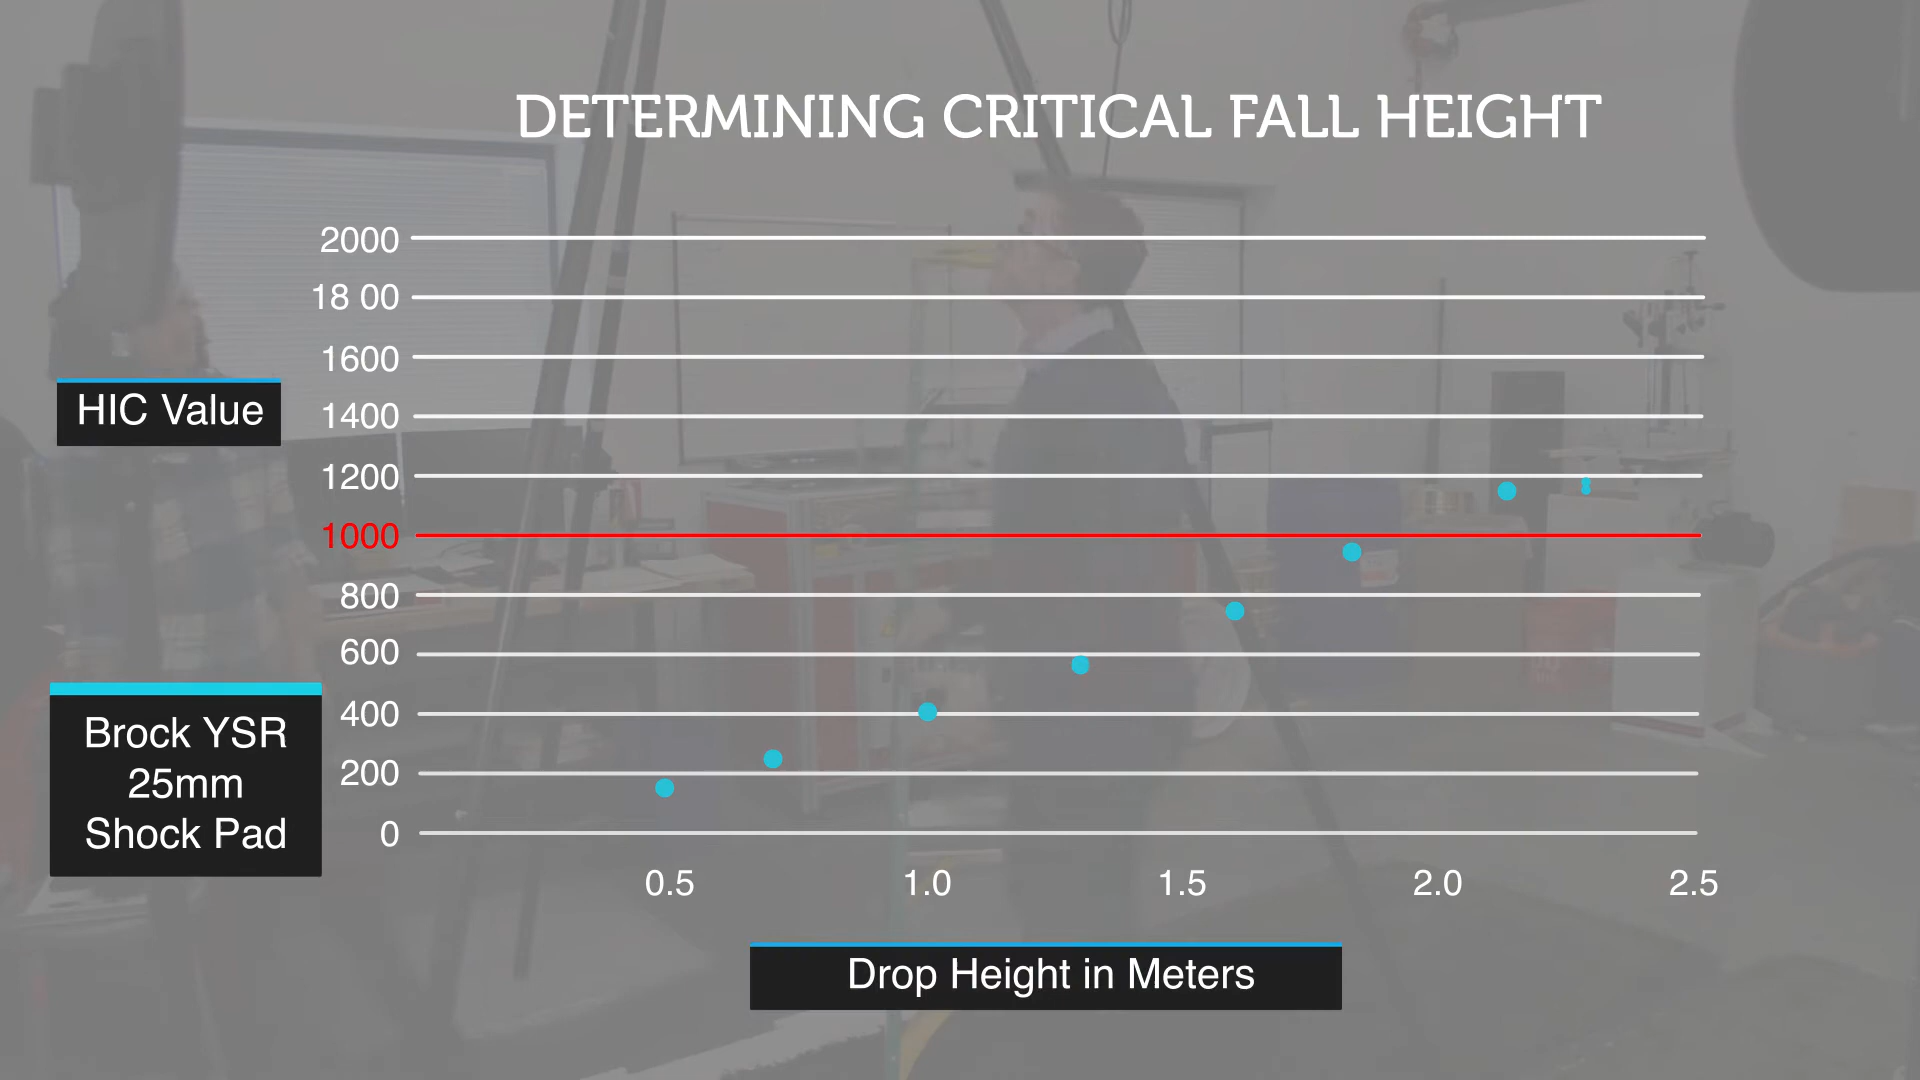 DETERMINING CRITICAL FALL HEIGHT
2000
18 00
1600
HIC Value
1400
1200
1000
800
600
Brock YSR
25mm
Shock Pad
400
200
0
0.5 1.0 1.5 2.0 2.5
Drop Height in Meters